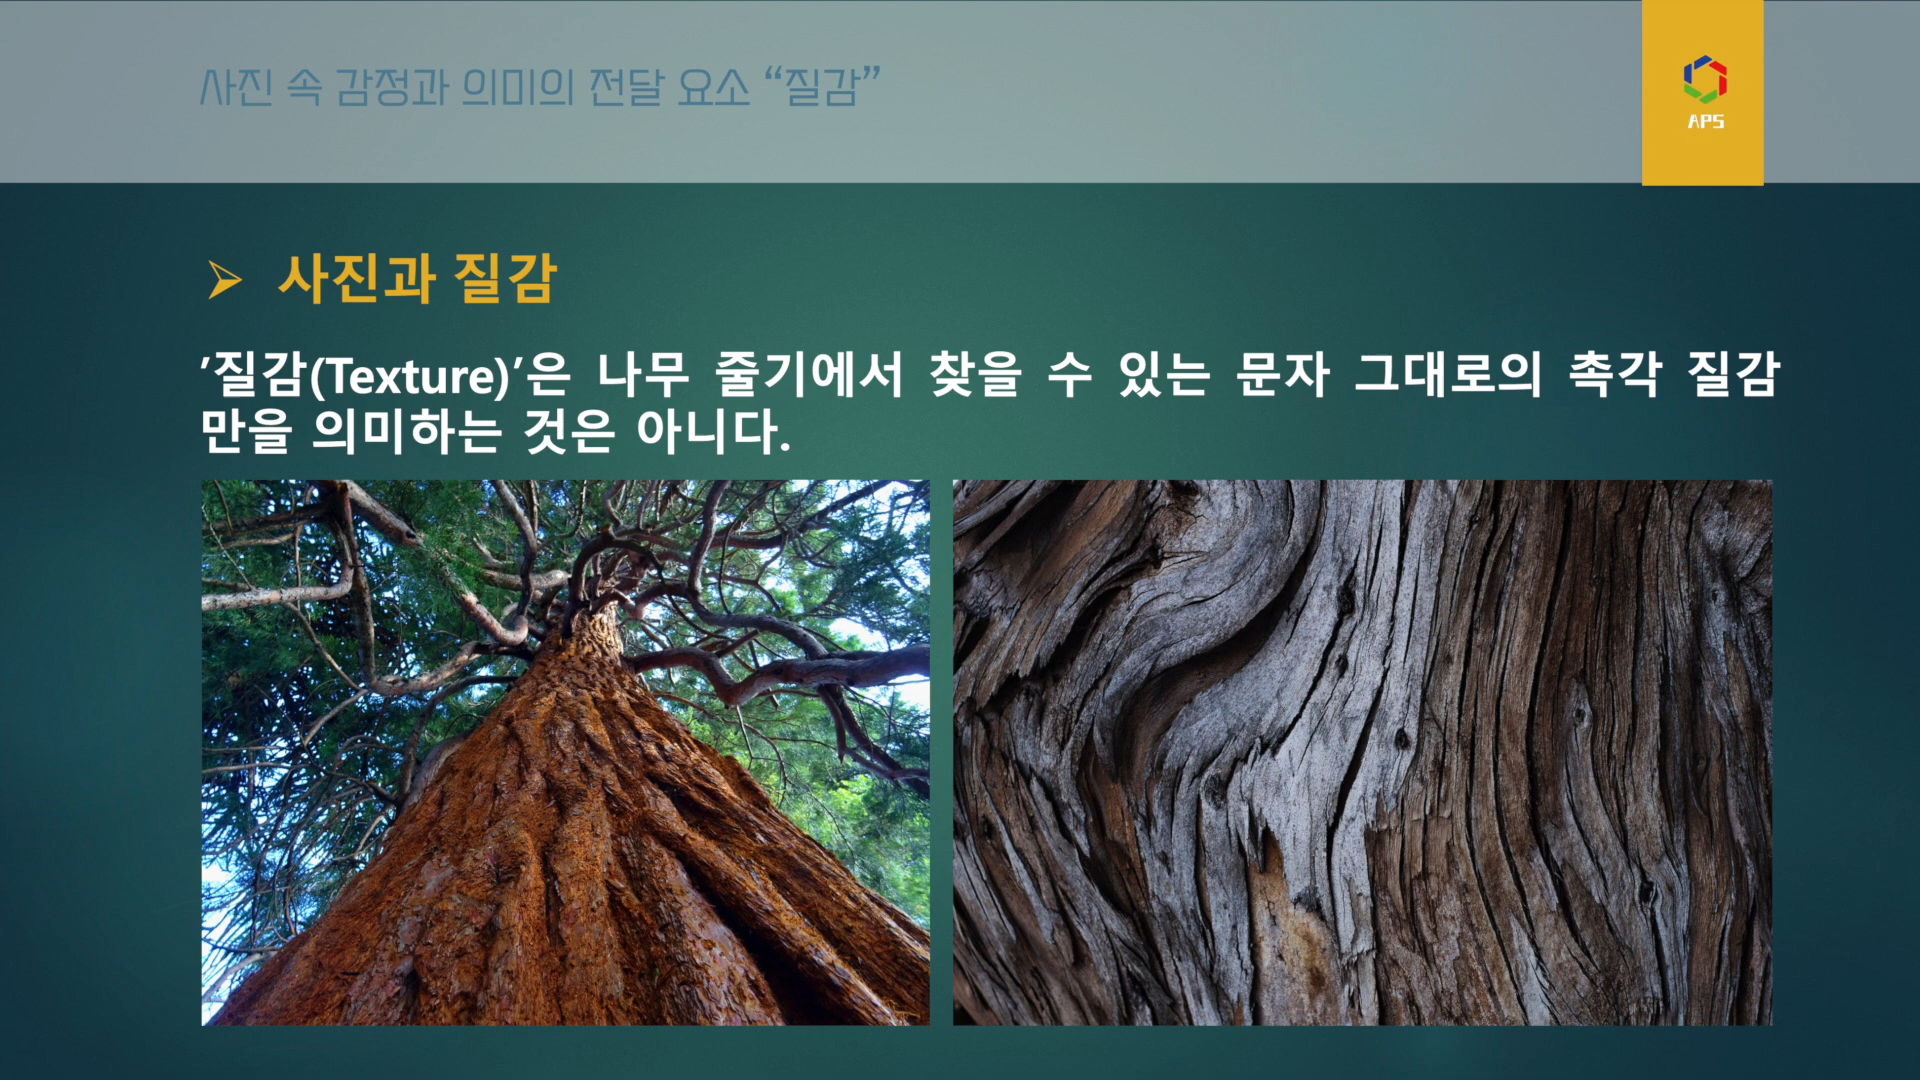 사진 속 감정과 의미의 전달 요소 “질감”
APS
➢ 사진과 질감
’질감(Texture)’은 나무 줄기에서 찾을 수 있는 문자 그대로의 촉각 질감
만을 의미하는 것은 아니다.